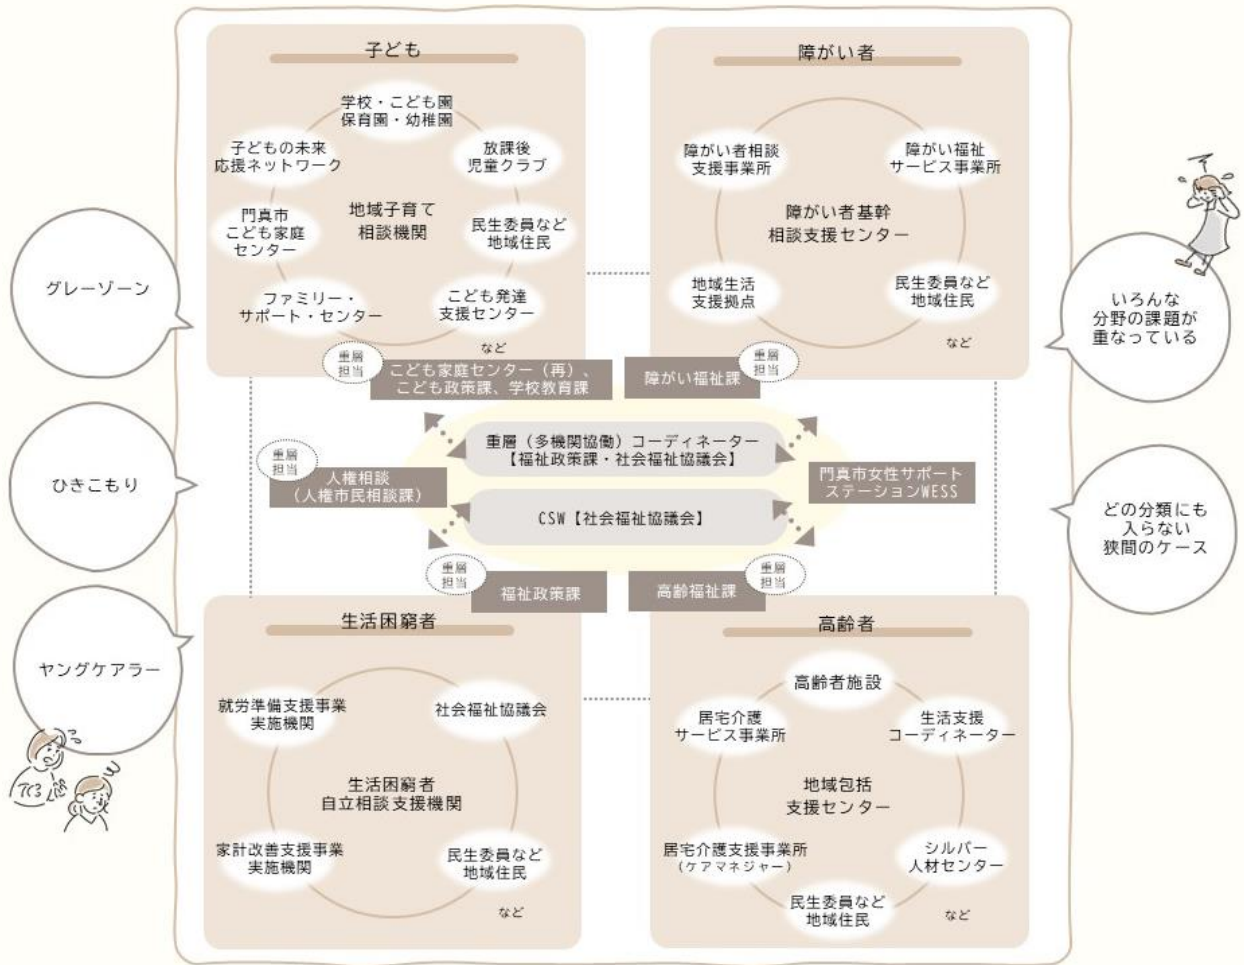 子ども
学校・こども園
保育園・幼稚園
子どもの未来
応援ネットワーク
放課後
児童クラブ
門真市
こども家庭
センター
地域子育て
相談機関
民生委員など
地域住民
ファミリー・
サポート・センター
こども発達
支援センター
など
重層
担当
こども家庭センター（再）、
こども政策課、学校教育課
障がい者
障がい者相談
支援事業所
障がい福祉
サービス事業所
障がい者基幹
相談支援センター
地域生活
支援拠点
民生委員など
地域住民
など
障がい福祉課
重層
担当
グレーゾーン
ひきこもり
ヤングケアラー
いろんな
分野の課題が
重なっている
どの分類にも
入らない
狭間のケース
重層（多機関協働）コーディネーター
【福祉政策課・社会福祉協議会】
重層
担当
人権相談
（人権市民相談課）
門真市女性サポート
ステーションWESS
CSW【社会福祉協議会】
重層
担当
福祉政策課
高齢福祉課
重層
担当
生活困窮者
就労準備支援事業
実施機関
社会福祉協議会
生活困窮者
自立相談支援機関
家計改善支援事業
実施機関
民生委員など
地域住民
など
高齢者
高齢者施設
居宅介護
サービス事業所
生活支援
コーディネーター
地域包括
支援センター
居宅介護支援事業所
（ケアマネジャー）
シルバー
人材センター
民生委員など
地域住民
など